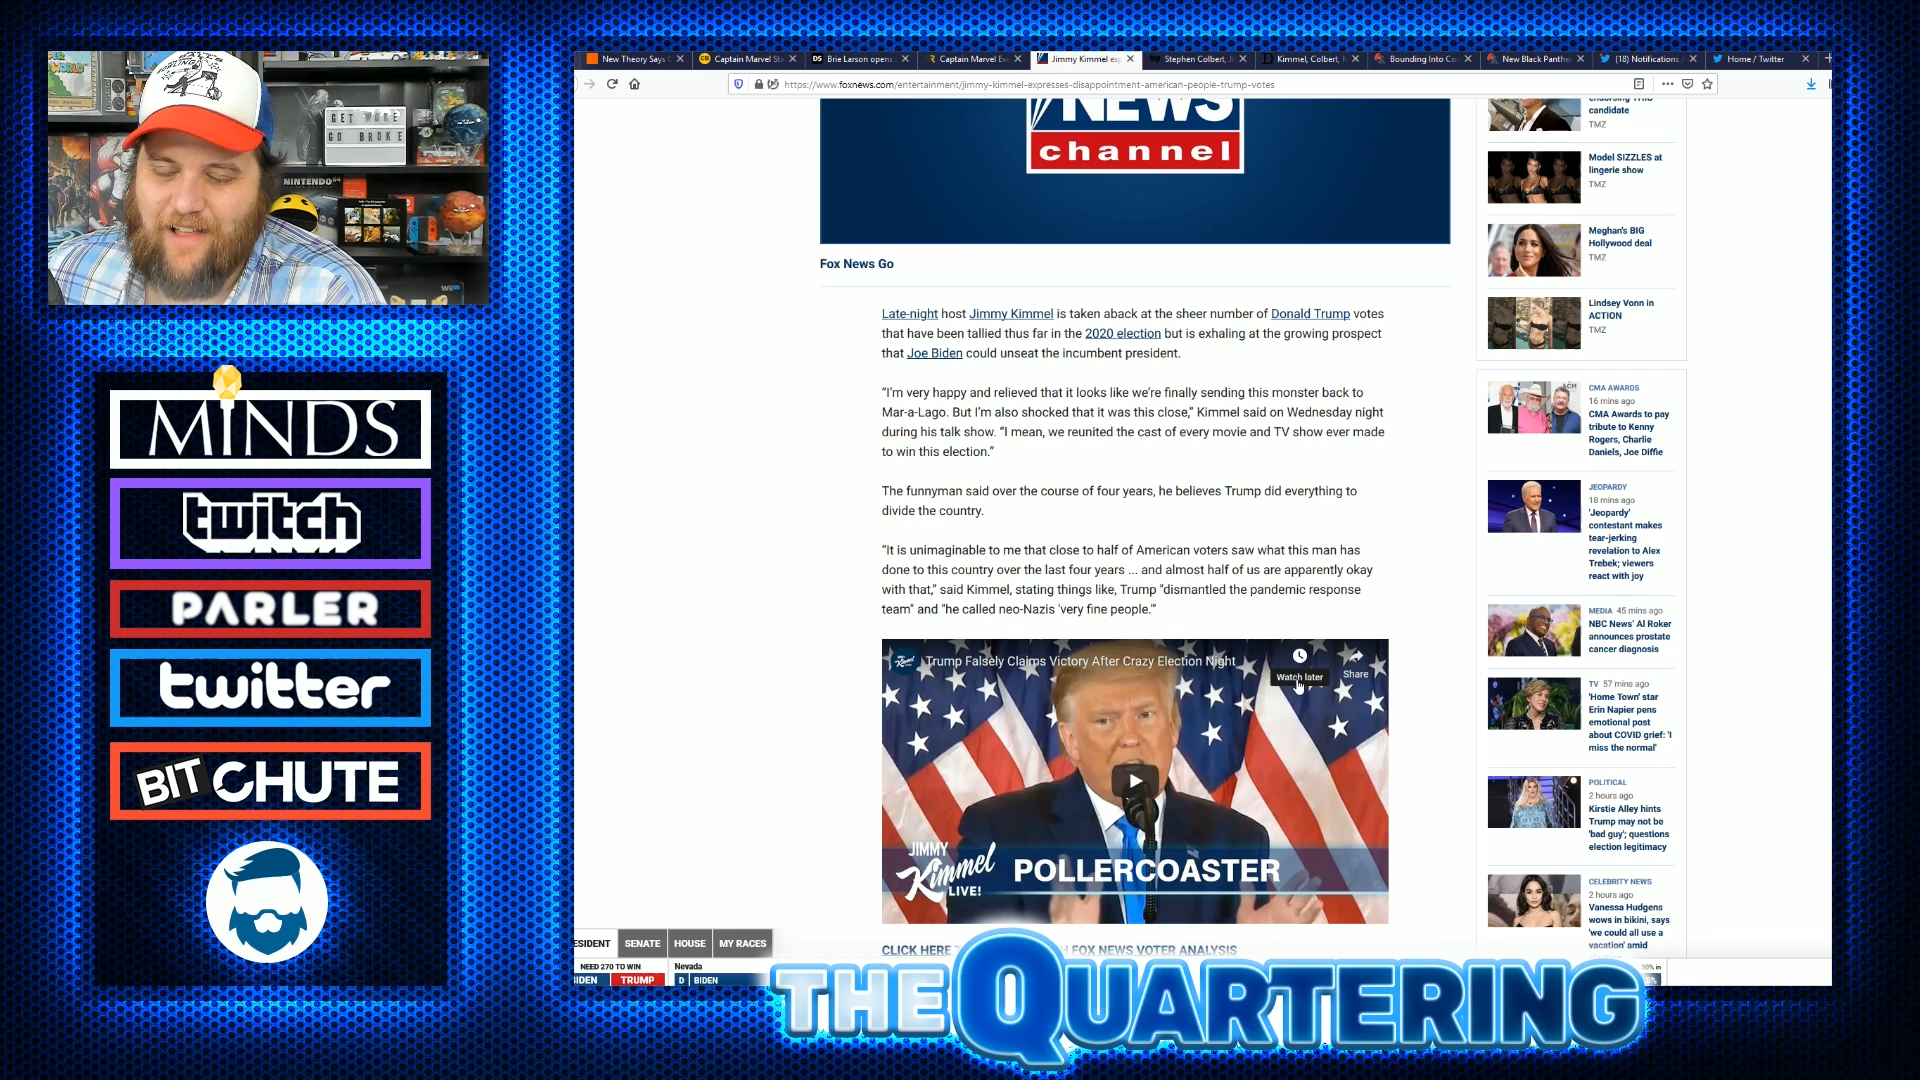 GET WOKE
GO BROKE
NINTENDO 64
WiiU
MINDS
twitch
PARLER
twitter
BITCHUTE
New Theory Says
Captain Marvel St
DS
Brie Larson opens
Captain Marvel Ev
Jimmy Kimmel ex
Stephen Colbert, J
Kimmel, Colbert,
Bounding Into Co
New Black Panthe
(18) Notifications
Home / Twitter
https://www.foxnews.com/entertainment/jimmy-kimmel-expresses-disappointment-american-people-trump-votes
NEWS
channel
Fox News Go
Late-night host Jimmy Kimmel is taken aback at the sheer number of Donald Trump votes
that have been tallied thus far in the 2020 election but is exhaling at the growing prospect
that Joe Biden could unseat the incumbent president.
“I’m very happy and relieved that it looks like we’re finally sending this monster back to
Mar-a-Lago. But I’m also shocked that it was this close,” Kimmel said on Wednesday night
during his talk show. “I mean, we reunited the cast of every movie and TV show ever made
to win this election.”
The funnyman said over the course of four years, he believes Trump did everything to
divide the country.
“It is unimaginable to me that close to half of American voters saw what this man has
done to this country over the last four years ... and almost half of us are apparently okay
with that,” said Kimmel, stating things like, Trump "dismantled the pandemic response
team" and "he called neo-Nazis 'very fine people.'"
Trump Falsely Claims Victory After Crazy Election Night
Watch later
Share
JIMMY
Kimmel
LIVE!
POLLERCOASTER
CLICK HERE
FOX NEWS VOTER ANALYSIS
ESIDENT
SENATE
HOUSE
MY RACES
NEED 270 TO WIN
IDEN
TRUMP
Nevada
D
BIDEN
candidate
TMZ
Model SIZZLES at
lingerie show
TMZ
Meghan's BIG
Hollywood deal
TMZ
Lindsey Vonn in
ACTION
TMZ
CMA AWARDS
16 mins ago
CMA Awards to pay
tribute to Kenny
Rogers, Charlie
Daniels, Joe Diffie
JEOPARDY
18 mins ago
'Jeopardy'
contestant makes
tear-jerking
revelation to Alex
Trebek; viewers
react with joy
MEDIA 45 mins ago
NBC News' Al Roker
announces prostate
cancer diagnosis
TV 57 mins ago
'Home Town' star
Erin Napier pens
emotional post
about COVID grief: 'I
miss the normal'
POLITICAL
2 hours ago
Kirstie Alley hints
Trump may not be
'bad guy'; questions
election legitimacy
CELEBRITY NEWS
2 hours ago
Vanessa Hudgens
wows in bikini, says
'we could all use a
vacation' amid
THE QUARTERING